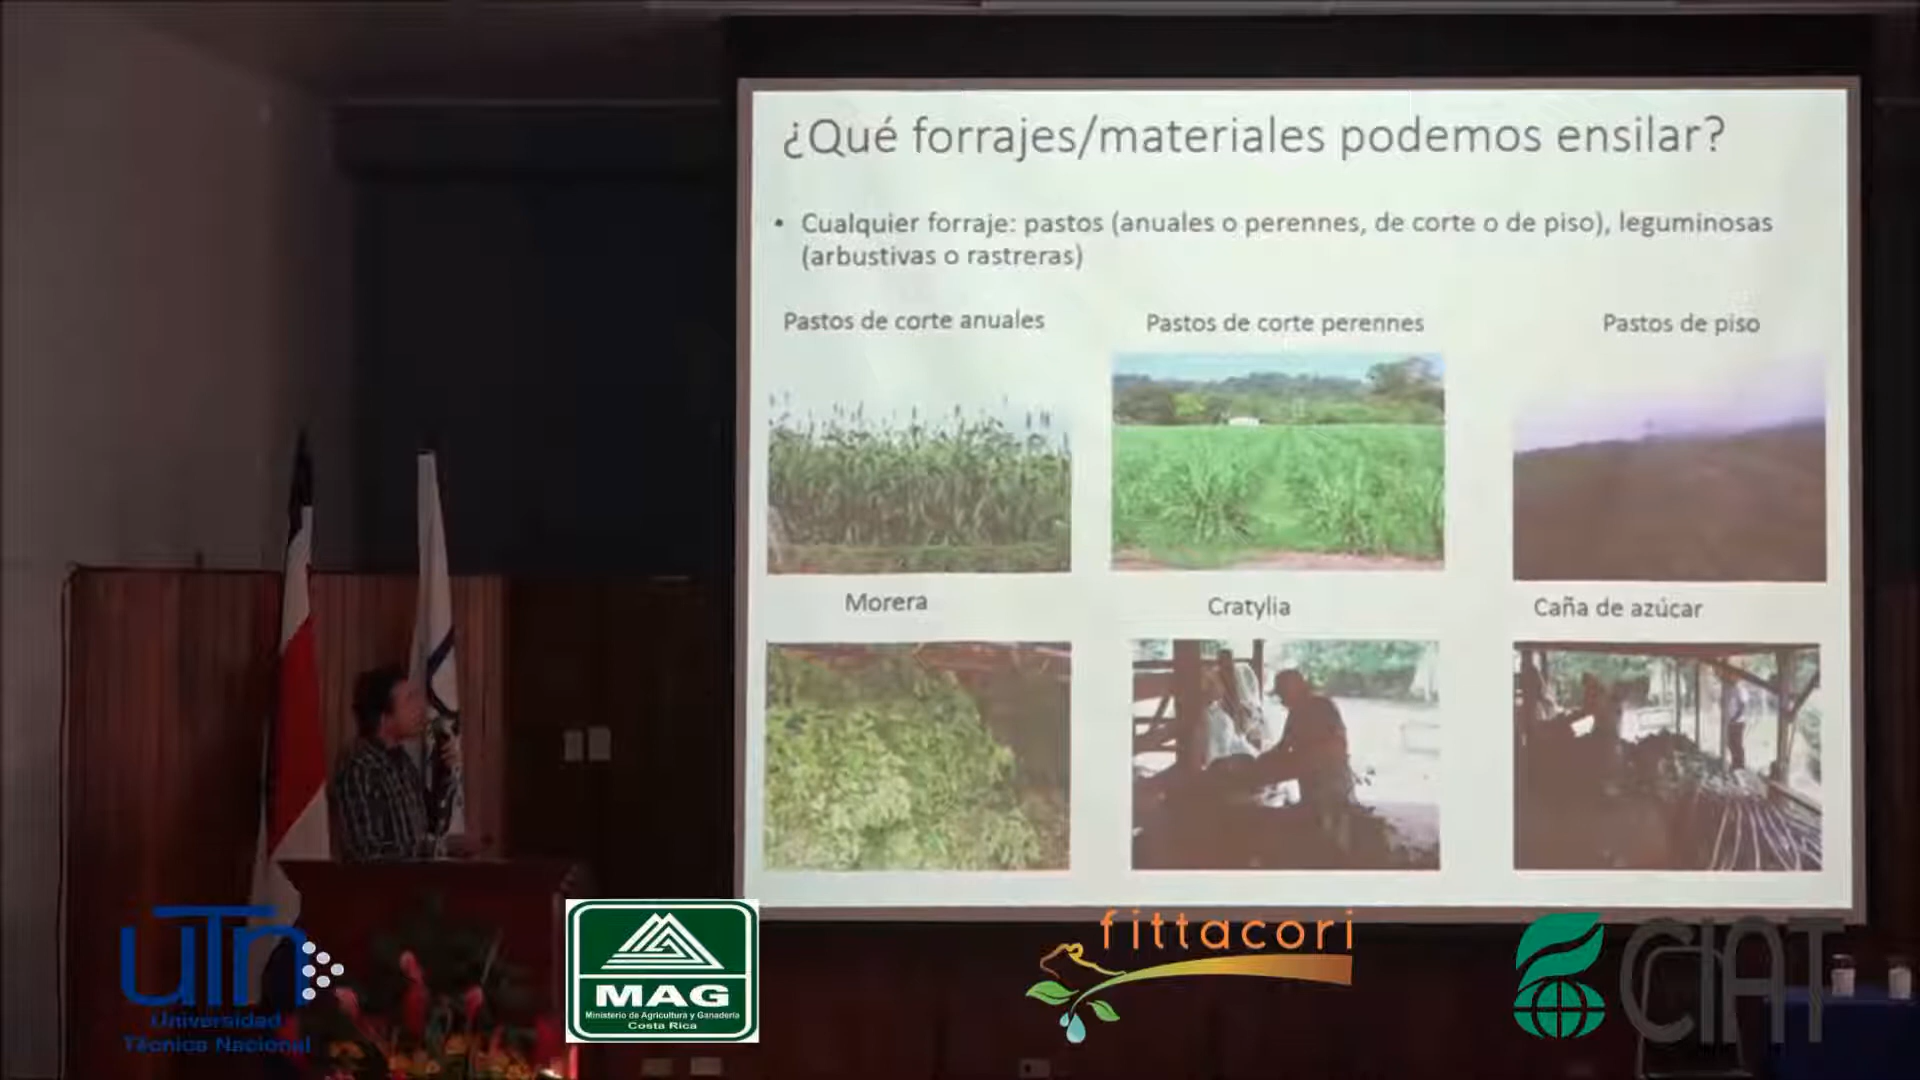 ¿Qué forrajes/materiales podemos ensilar?
• Cualquier forraje: pastos (anuales o perennes, de corte o de piso), leguminosas
(arbustivas o rastreras)
Pastos de corte anuales
Pastos de corte perennes
Pastos de piso
Morera
Cratylia
Caña de azúcar
uTn
Universidad
Técnica Nacional
MAG
Ministerio de Agricultura y Ganadería
Costa Rica
fittacori
CIAT